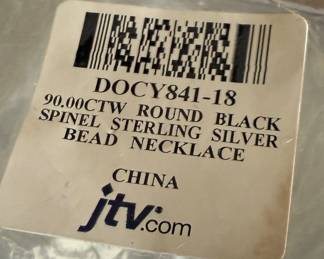 DOCY841-18
90.00CTW ROUND BLACK
SPINEL STERLING SILVER
BEAD NECKLACE
CHINA
jtv.com